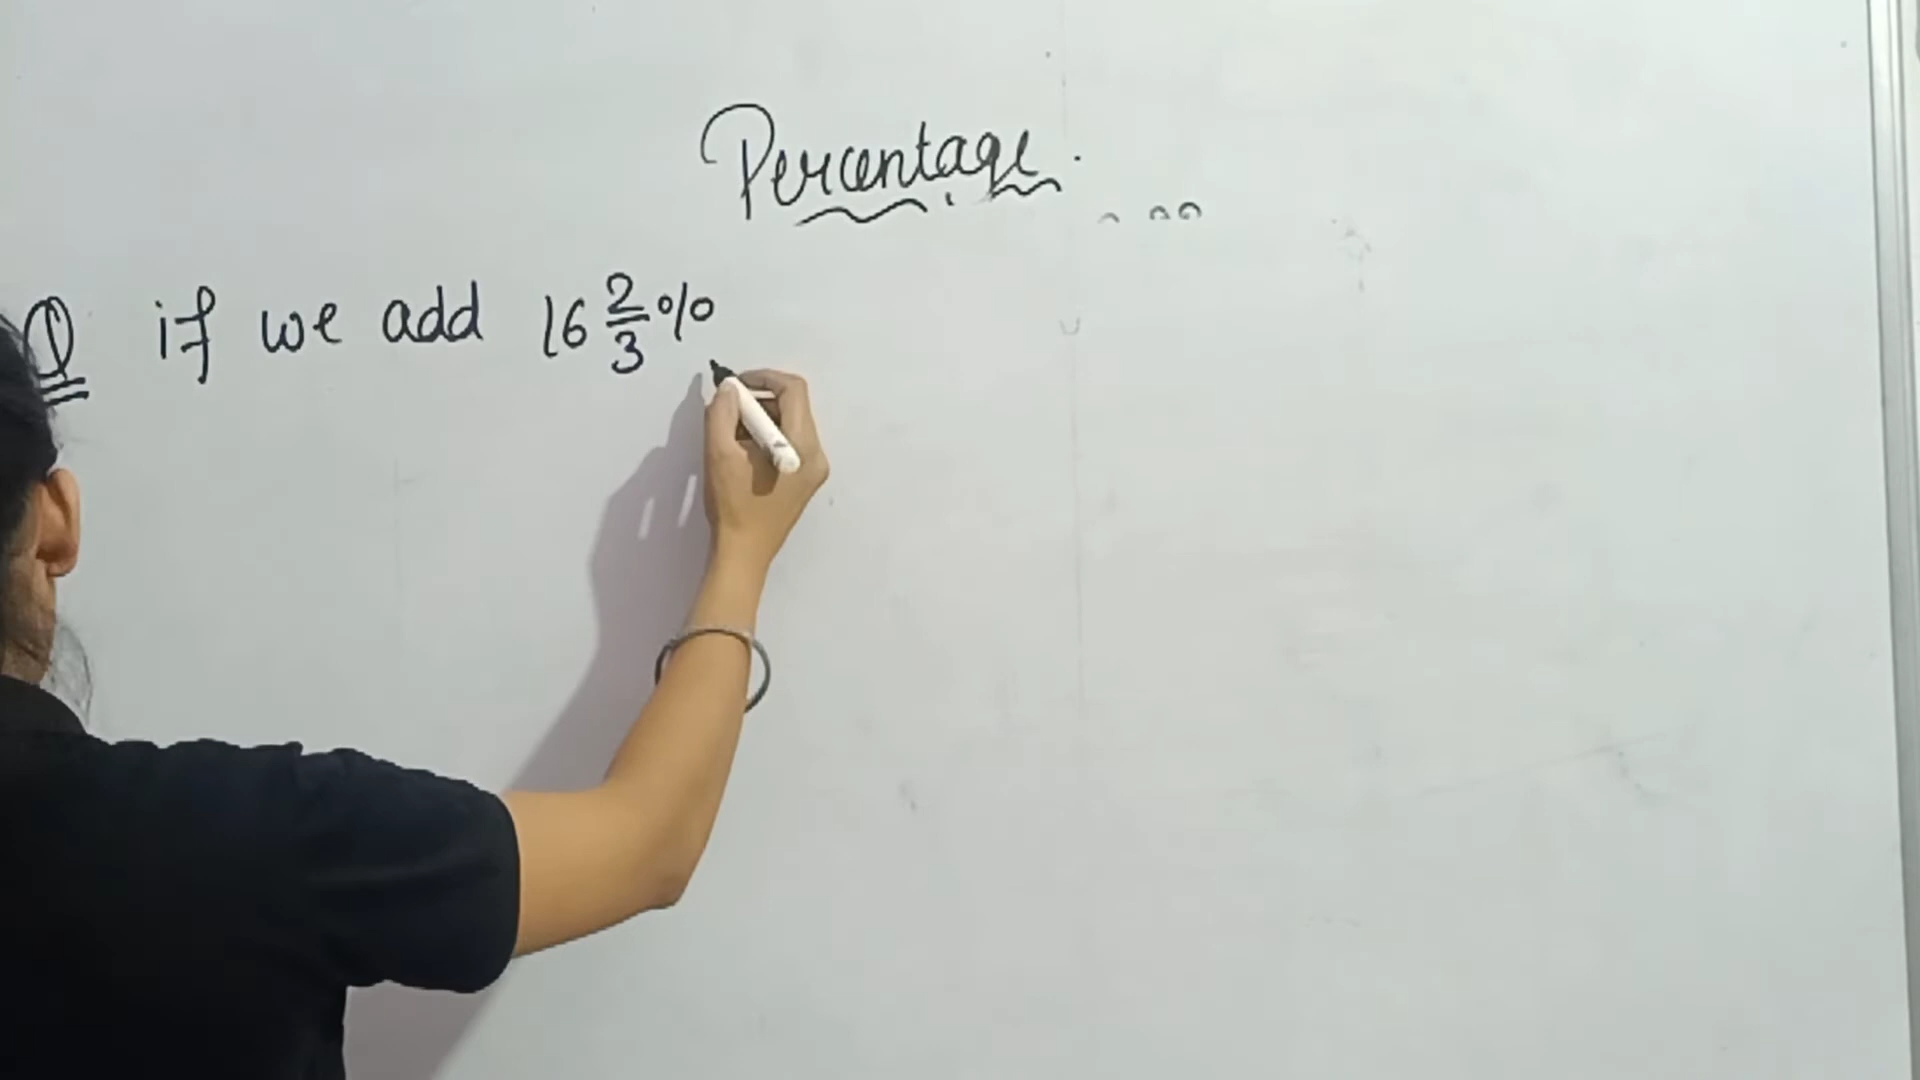 Percentage.
Q if we add 16 2/3 %